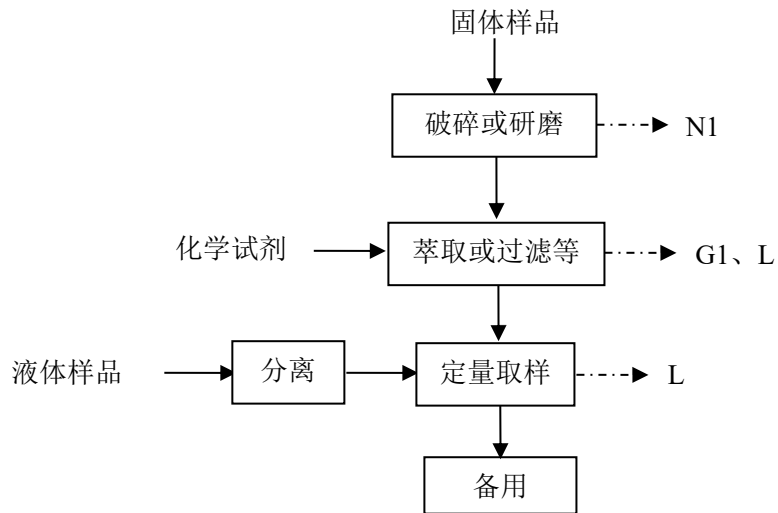 固体样品
破碎或研磨
N1
化学试剂
萃取或过滤等
G1、L
液体样品
分离
定量取样
L
备用